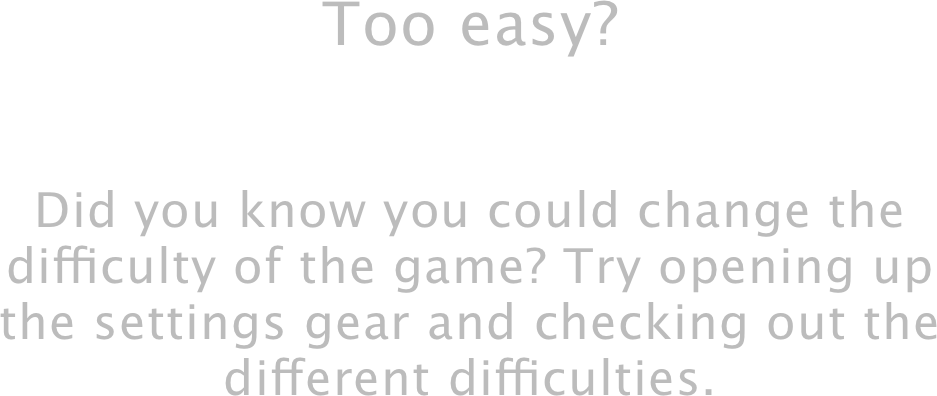 Too easy?
Did you know you could change the
difficulty of the game? Try opening up
the settings gear and checking out the
different difficulties.